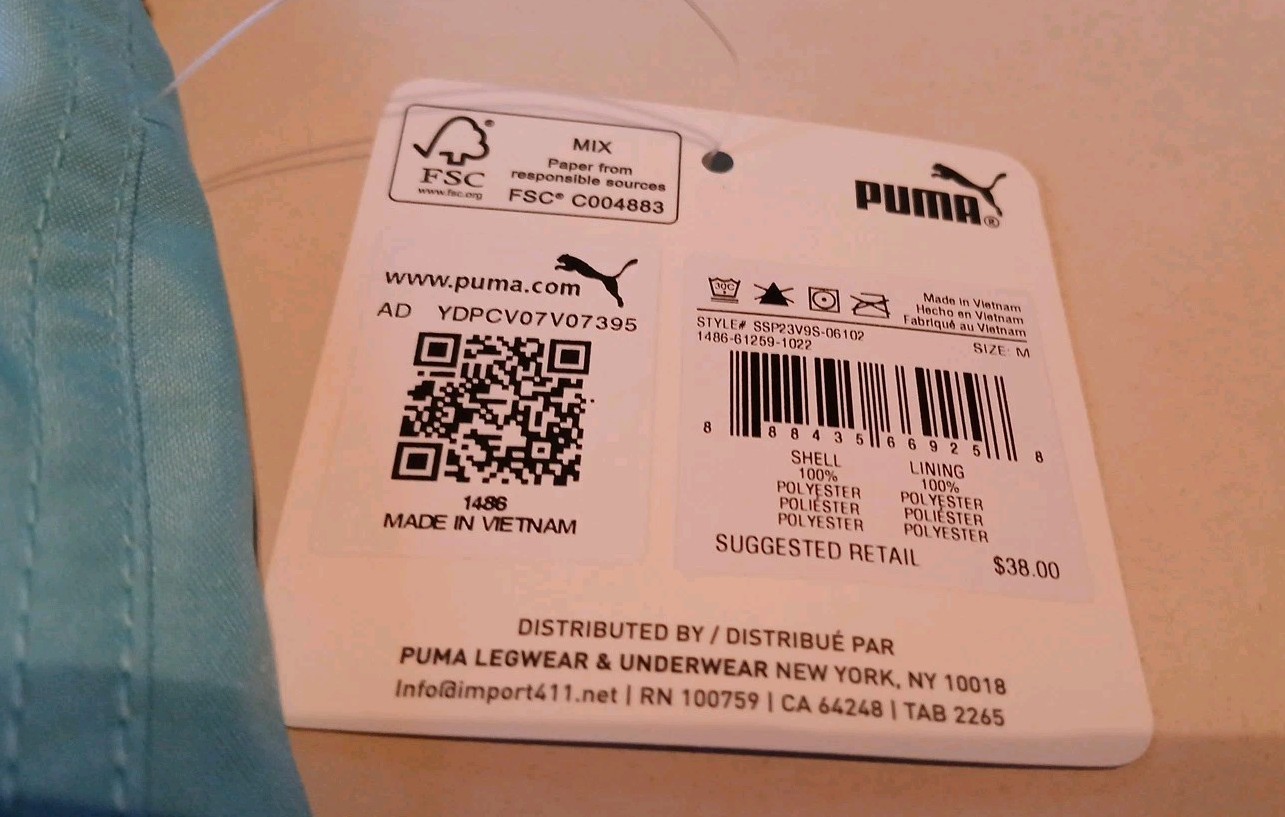 FSC®
www.fsc.org
MIX
Paper from
responsible sources
FSC® C004883
PUMA®
www.puma.com
AD YDPCV07V07395
1486
MADE IN VIETNAM
30C
Made in Vietnam
Hecho en Vietnam
Fabriqué au Vietnam
STYLE# SSP23V9S-06102
1486-61259-1022
SIZE: M
8 88435 66925 8
SHELL
100%
POLYESTER
POLIÉSTER
POLYESTER
LINING
100%
POLYESTER
POLIÉSTER
POLYESTER
SUGGESTED RETAIL $38.00
DISTRIBUTED BY / DISTRIBUÉ PAR
PUMA LEGWEAR & UNDERWEAR NEW YORK, NY 10018
Info@import411.net | RN 100759 | CA 64248 | TAB 2265